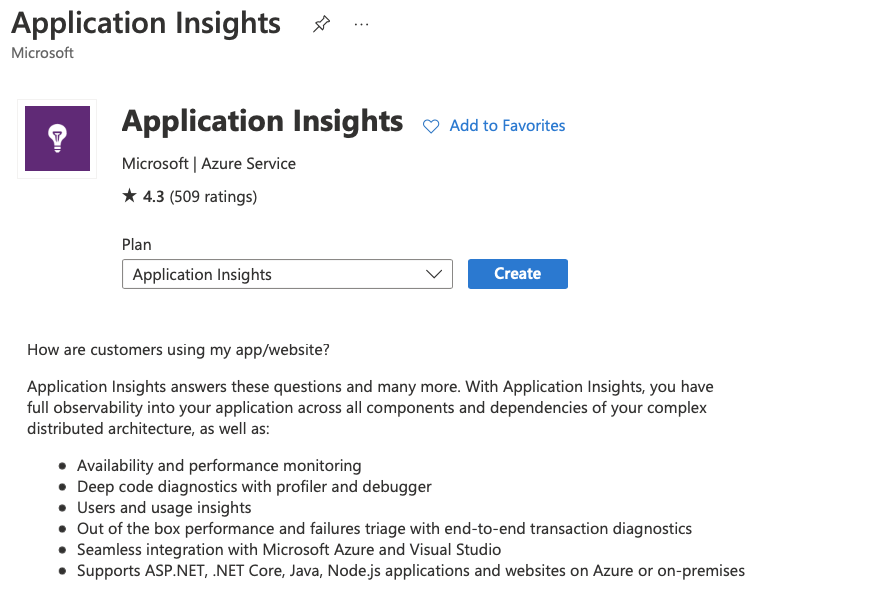 Application Insights ...
Microsoft
Application Insights
Add to Favorites
Microsoft | Azure Service
★ 4.3 (509 ratings)
Plan
Application Insights
Create
How are customers using my app/website?
Application Insights answers these questions and many more. With Application Insights, you have
full observability into your application across all components and dependencies of your complex
distributed architecture, as well as:
• Availability and performance monitoring
• Deep code diagnostics with profiler and debugger
• Users and usage insights
• Out of the box performance and failures triage with end-to-end transaction diagnostics
• Seamless integration with Microsoft Azure and Visual Studio
• Supports ASP.NET, .NET Core, Java, Node.js applications and websites on Azure or on-premises